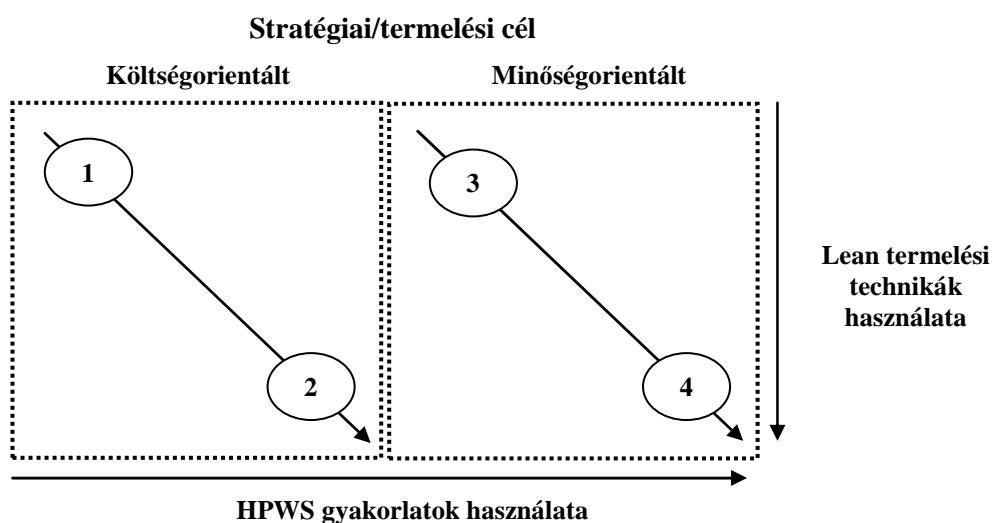 Stratégiai/termelési cél
Költségorientált
Minőségorientált
1
3
2
4
Lean termelési
technikák
használata
HPWS gyakorlatok használata